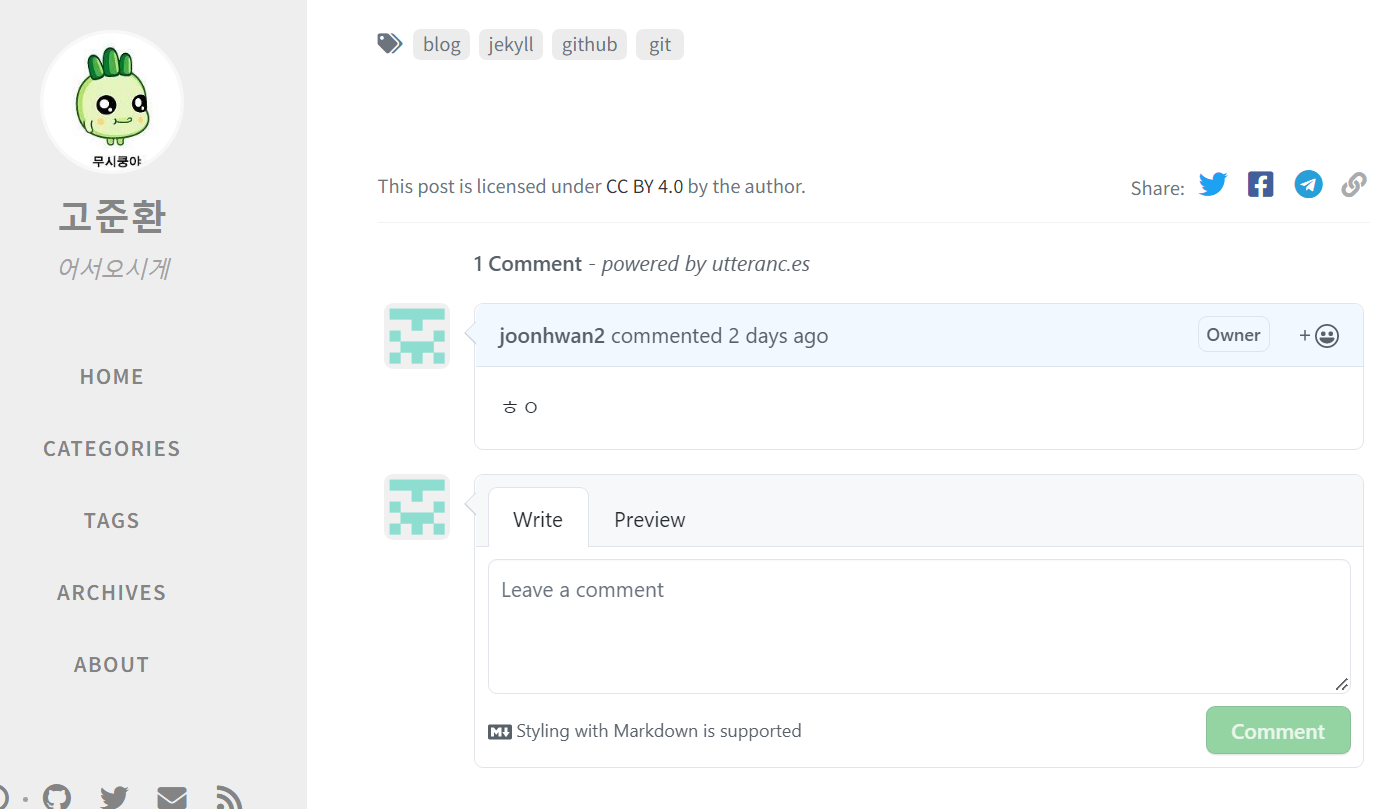 무시쿵야
고준환
어서오시게
HOME
CATEGORIES
TAGS
ARCHIVES
ABOUT
blog jekyll github git
This post is licensed under CC BY 4.0 by the author.
Share:
1 Comment - powered by utteranc.es
joonhwan2 commented 2 days ago
Owner
+
ㅎㅇ
Write Preview
Leave a comment
M↓ Styling with Markdown is supported
Comment